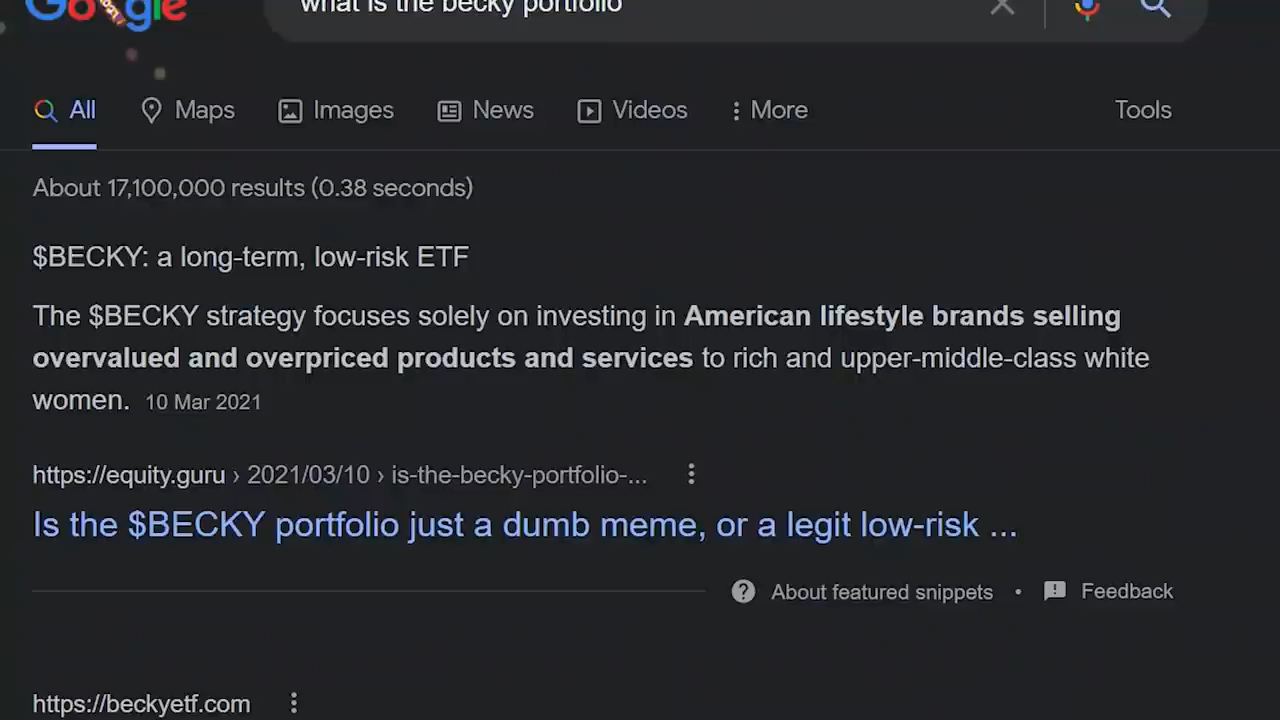 Google
what is the becky portfolio
All Maps Images News Videos More Tools
About 17,100,000 results (0.38 seconds)
$BECKY: a long-term, low-risk ETF
The $BECKY strategy focuses solely on investing in American lifestyle brands selling
overvalued and overpriced products and services to rich and upper-middle-class white
women. 10 Mar 2021
https://equity.guru › 2021/03/10 › is-the-becky-portfolio-...
Is the $BECKY portfolio just a dumb meme, or a legit low-risk ...
About featured snippets • Feedback
https://beckyetf.com